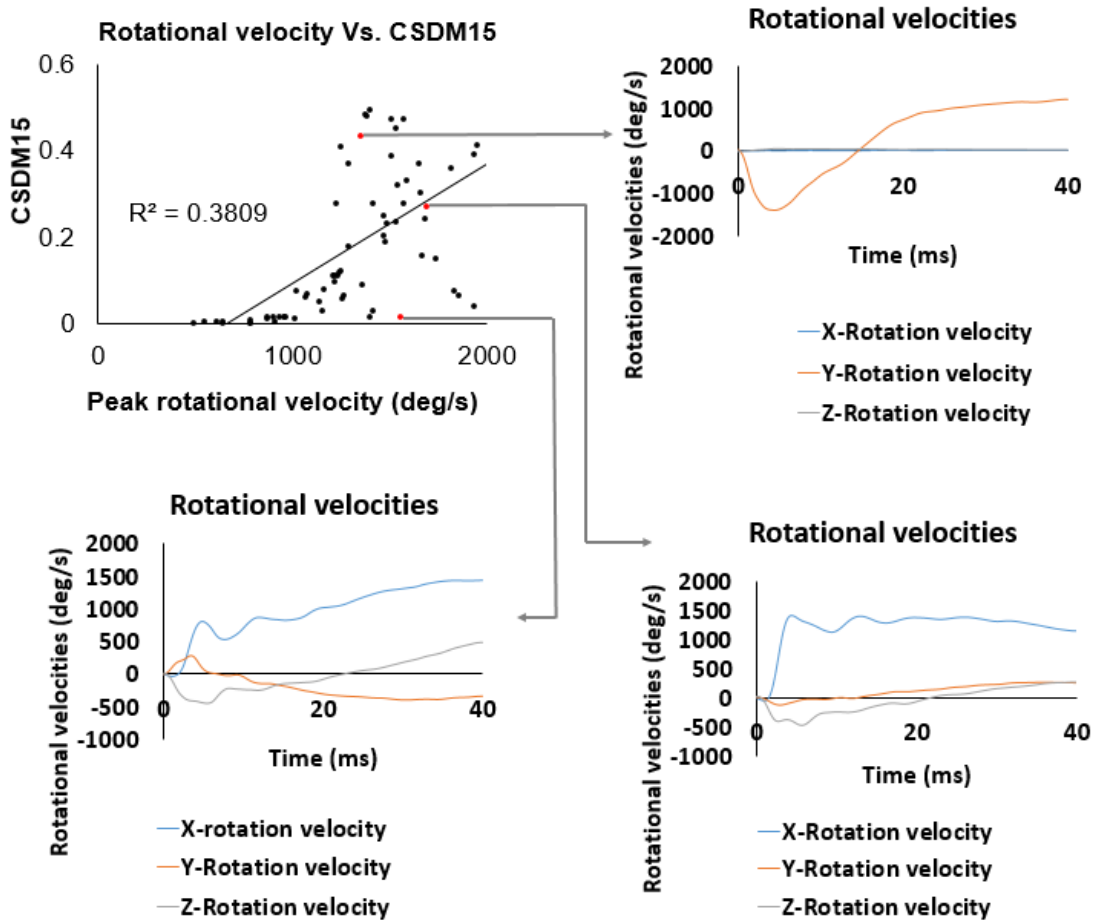 Rotational velocity Vs. CSDM15
CSDM15
0.6
0.4
0.2
0
R² = 0.3809
0
1000
2000
Peak rotational velocity (deg/s)
Rotational velocities
Rotational velocities (deg/s)
2000
1000
0
-1000
-2000
0
20
40
Time (ms)
X-Rotation velocity
Y-Rotation velocity
Z-Rotation velocity
Rotational velocities
Rotational velocities (deg/s)
2000
1500
1000
500
0
-500
-1000
0
20
40
Time (ms)
X-rotation velocity
Y-Rotation velocity
Z-Rotation velocity
Rotational velocities
Rotational velocities (deg/s)
2000
1500
1000
500
0
-500
-1000
0
20
40
Time (ms)
X-Rotation velocity
Y-Rotation velocity
Z-Rotation velocity